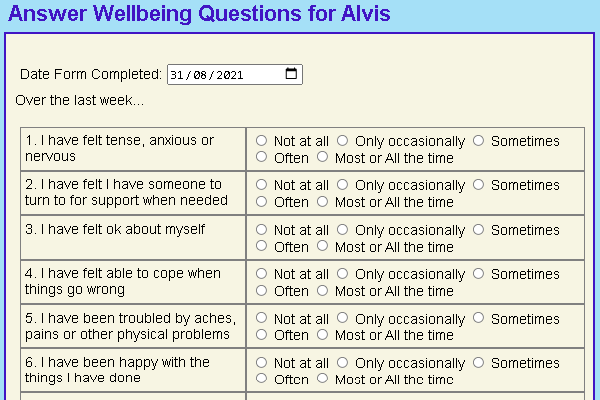 Answer Wellbeing Questions for Alvis
Date Form Completed: 31/08/2021
Over the last week...
1. I have felt tense, anxious or nervous
Not at all Only occasionally Sometimes
Often Most or All the time
2. I have felt I have someone to turn to for support when needed
Not at all Only occasionally Sometimes
Often Most or All the time
3. I have felt ok about myself
Not at all Only occasionally Sometimes
Often Most or All the time
4. I have felt able to cope when things go wrong
Not at all Only occasionally Sometimes
Often Most or All the time
5. I have been troubled by aches, pains or other physical problems
Not at all Only occasionally Sometimes
Often Most or All the time
6. I have been happy with the things I have done
Not at all Only occasionally Sometimes
Often Most or All the time